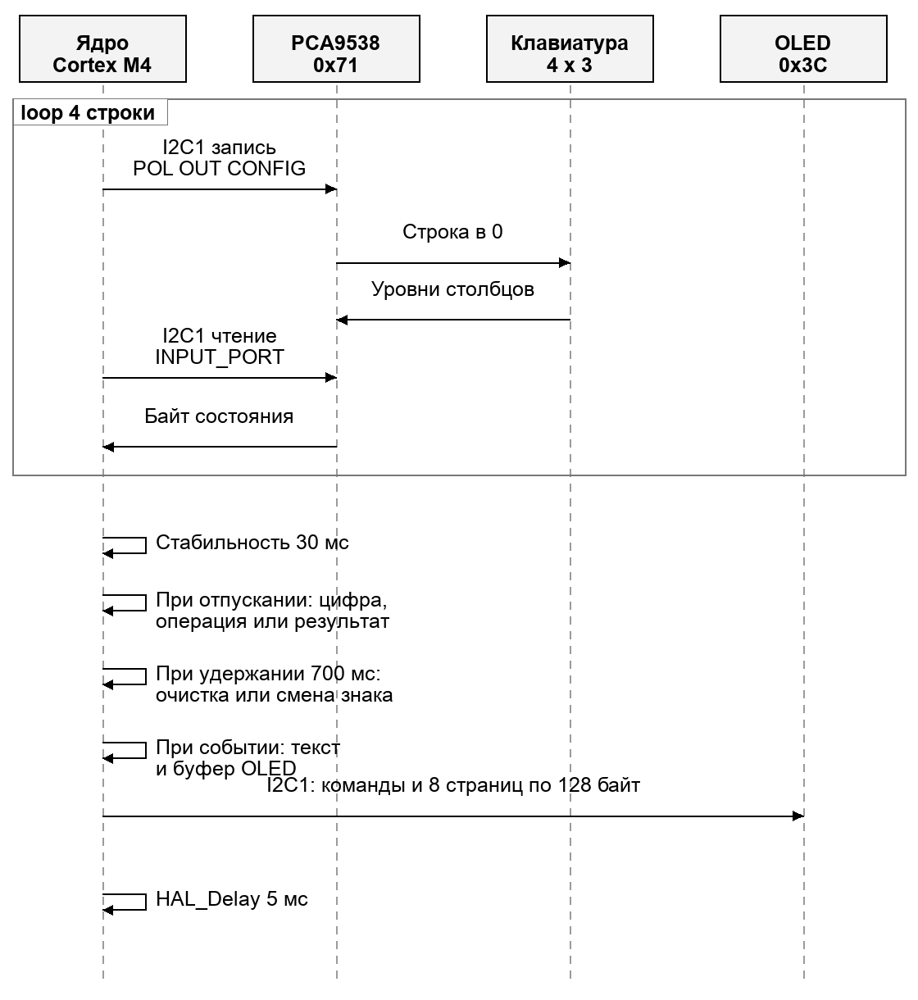 Ядро
Cortex M4
PCA9538
0x71
Клавиатура
4 x 3
OLED
0x3C
loop 4 строки
I2C1 запись
POL OUT CONFIG
Строка в 0
Уровни столбцов
I2C1 чтение
INPUT_PORT
Байт состояния
Стабильность 30 мс
При отпускании: цифра,
операция или результат
При удержании 700 мс:
очистка или смена знака
При событии: текст
и буфер OLED
I2C1: команды и 8 страниц по 128 байт
HAL_Delay 5 мс